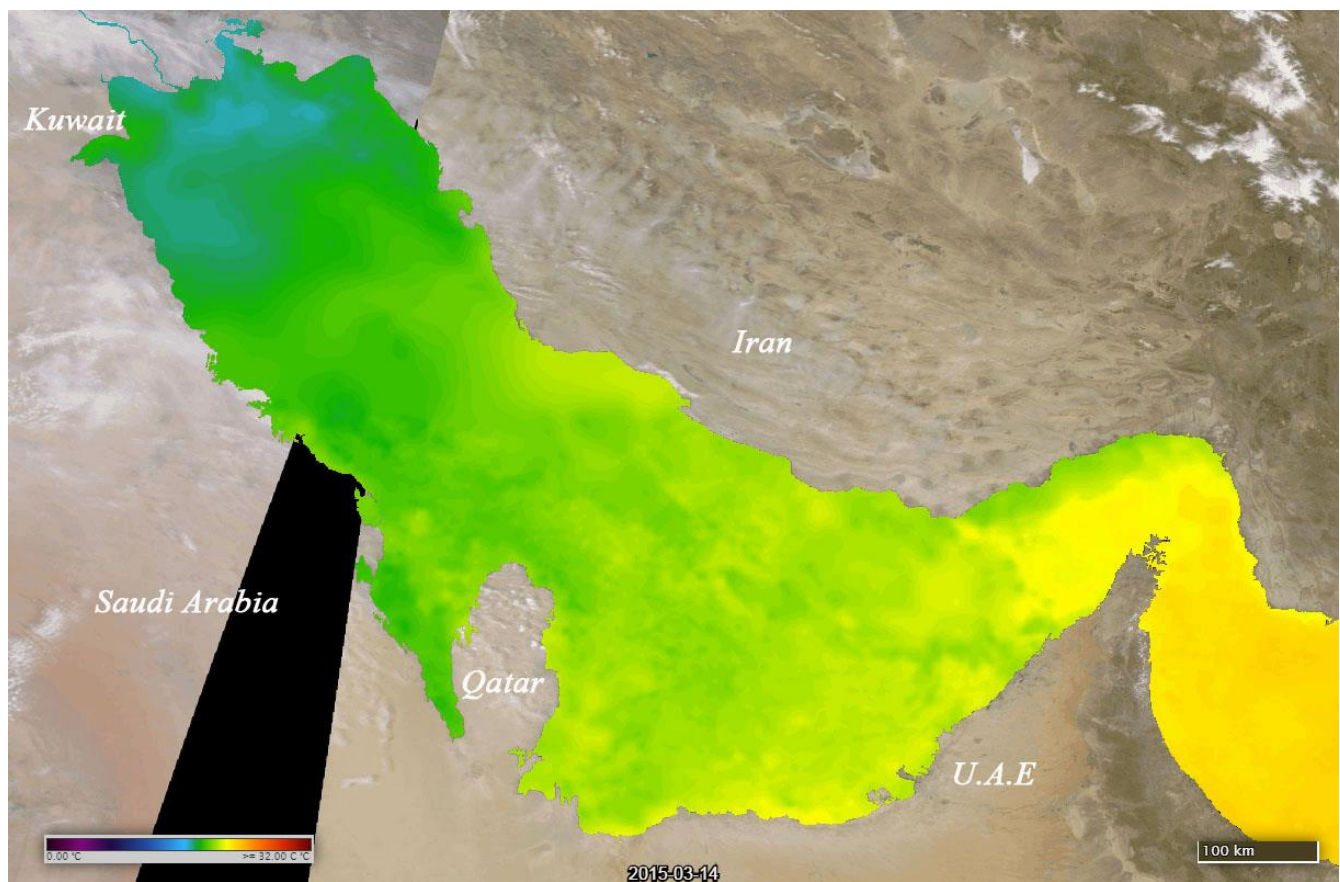 Kuwait
Iran
Saudi Arabia
Qatar
U.A.E
0.00 °C
>= 32.00 C °C
100 km
2015-03-14